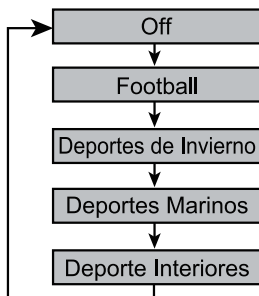 Off
Football
Deportes de Invierno
Deportes Marinos
Deporte Interiores